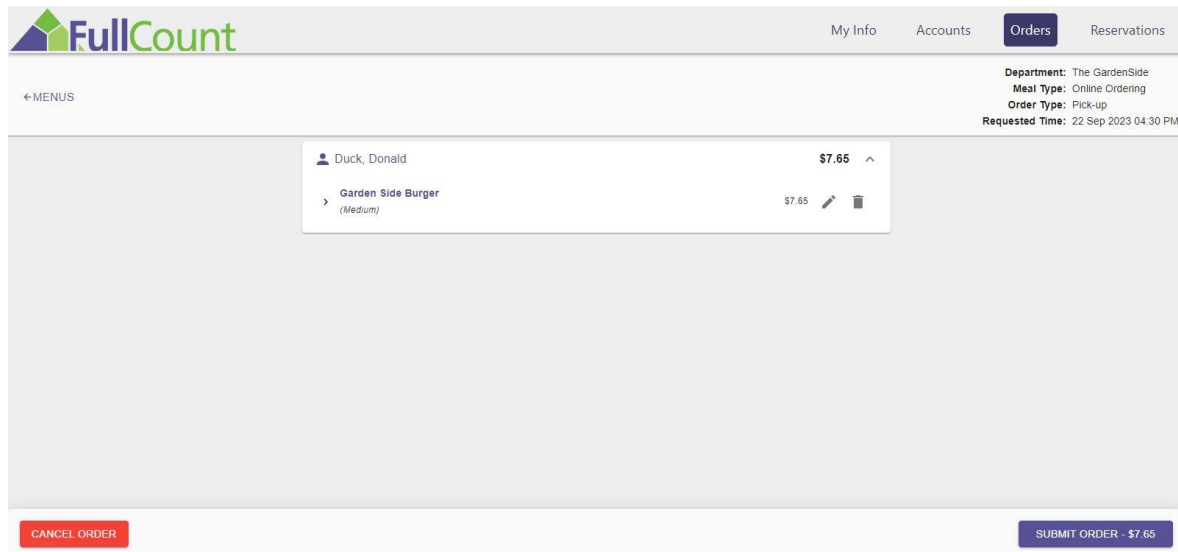 FullCount
My Info Accounts Orders Reservations
←MENUS
Department: The GardenSide
Meal Type: Online Ordering
Order Type: Pick-up
Requested Time: 22 Sep 2023 04:30 PM
Duck, Donald $7.65
Garden Side Burger $7.65
(Medium)
CANCEL ORDER SUBMIT ORDER - $7.65